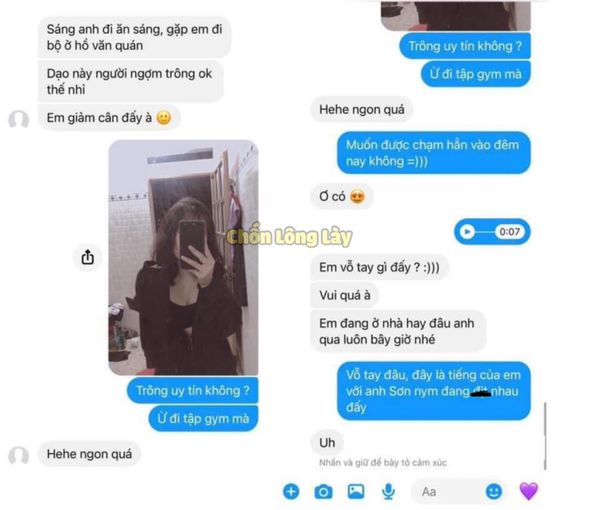 Sáng anh đi ăn sáng, gặp em đi
bộ ở hồ văn quán
Dạo này người ngợm trông ok
thế nhỉ
Em giảm cân đấy à 🙂
Chốn Lông Lày
Trông uy tín không ?
Ừ đi tập gym mà
Hehe ngon quá
Trông uy tín không ?
Ừ đi tập gym mà
Hehe ngon quá
Muốn được chạm hẳn vào đêm
nay không =)))
Ơ có 😍
0:07
Em vỗ tay gì đấy ? :)))
Vui quá à
Em đang ở nhà hay đâu anh
qua luôn bây giờ nhé
Vỗ tay đâu, đây là tiếng của em
với anh Sơn nym đang nhau
đấy
Uh
Nhấn và giữ để bày tỏ cảm xúc
Aa